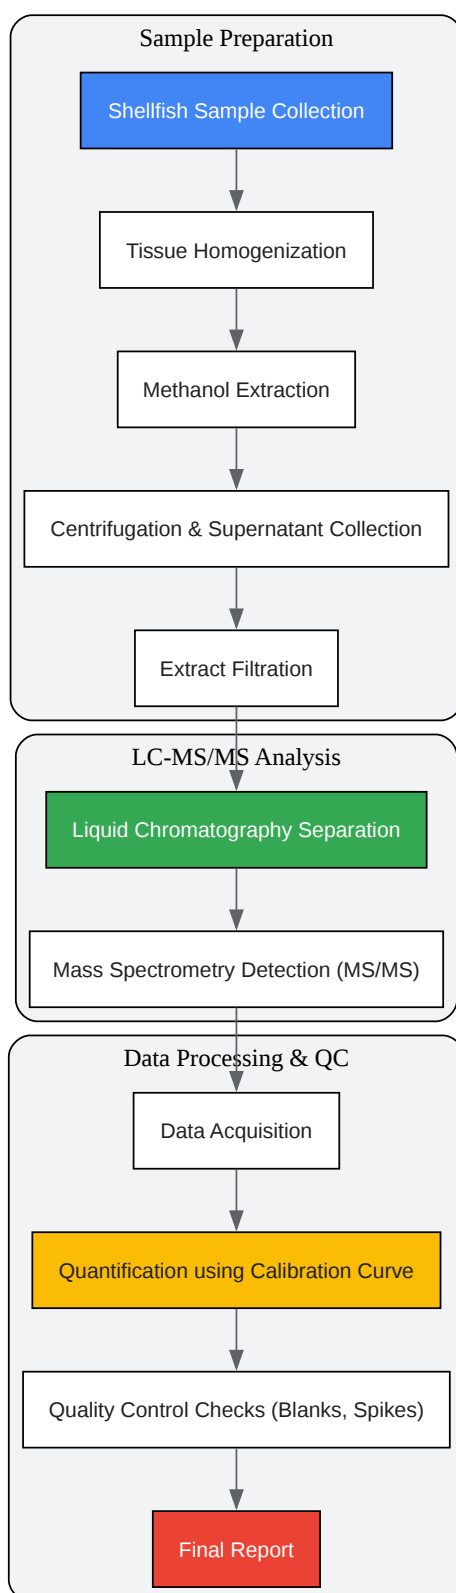 Sample Preparation
Shellfish Sample Collection
Tissue Homogenization
Methanol Extraction
Centrifugation & Supernatant Collection
Extract Filtration
LC-MS/MS Analysis
Liquid Chromatography Separation
Mass Spectrometry Detection (MS/MS)
Data Processing & QC
Data Acquisition
Quantification using Calibration Curve
Quality Control Checks (Blanks, Spikes)
Final Report